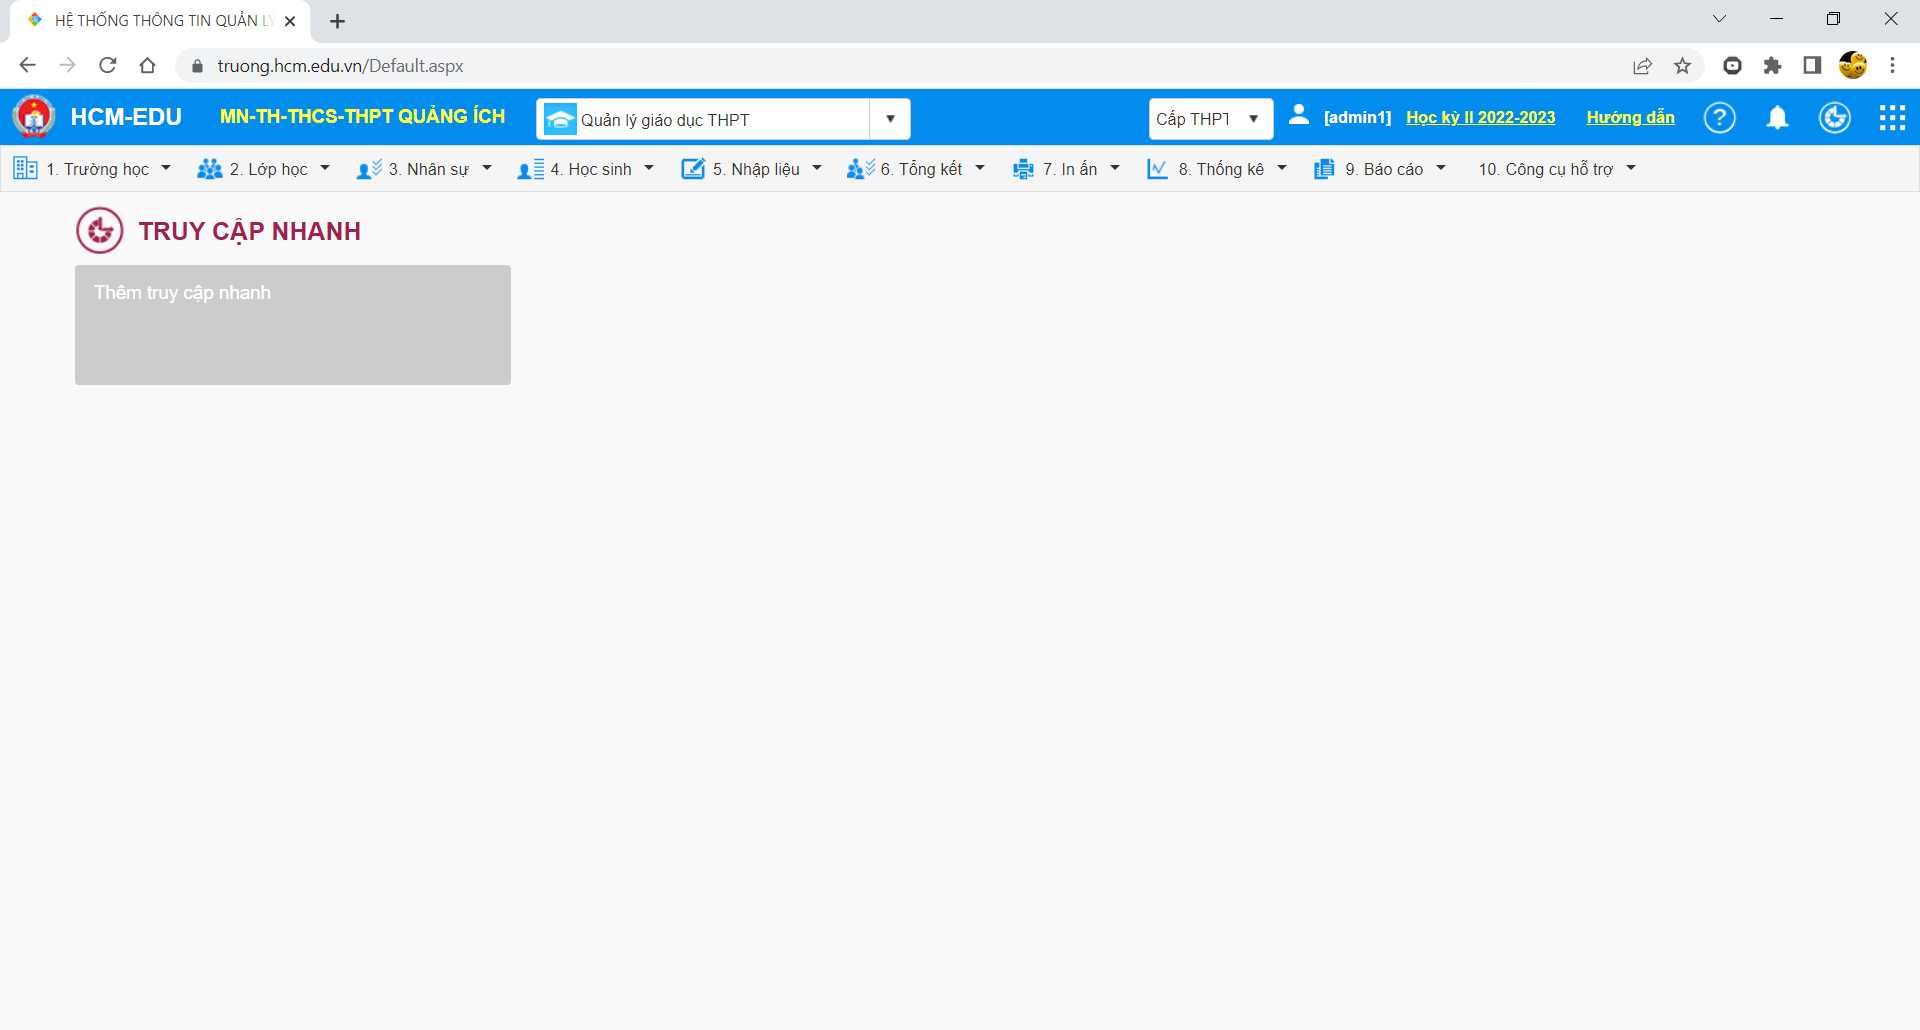 HỆ THỐNG THÔNG TIN QUẢN LÝ
truong.hcm.edu.vn/Default.aspx
HCM-EDU MN-TH-THCS-THPT QUẢNG ÍCH Quản lý giáo dục THPT Cấp THPT [admin1] Học kỳ II 2022-2023 Hướng dẫn ?
1. Trường học 2. Lớp học 3. Nhân sự 4. Học sinh 5. Nhập liệu 6. Tổng kết 7. In ấn 8. Thống kê 9. Báo cáo 10. Công cụ hỗ trợ
TRUY CẬP NHANH
Thêm truy cập nhanh